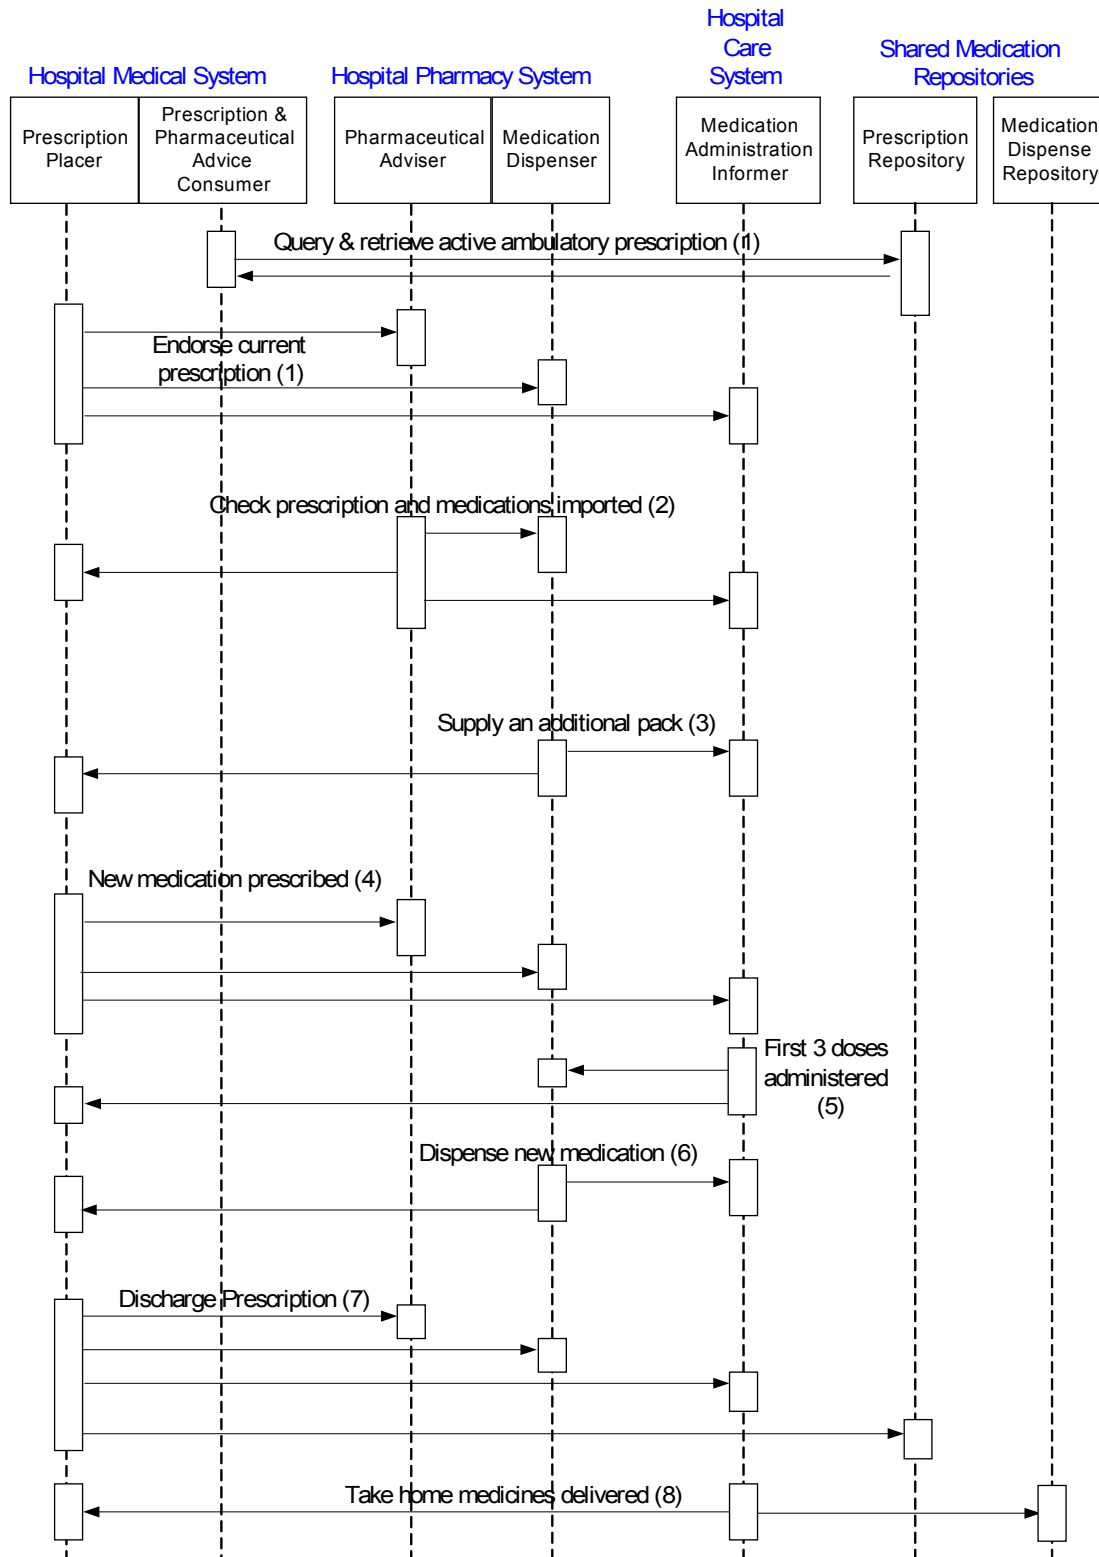 Hospital
Care
System
Shared Medication
Repositories
Hospital Medical System
Hospital Pharmacy System
Prescription
Placer
Prescription &
Pharmaceutical
Advice
Consumer
Pharmaceutical
Adviser
Medication
Dispenser
Medication
Administration
Informer
Prescription
Repository
Medication
Dispense
Repository
Query & retrieve active ambulatory prescription (1)
Endorse current
prescription (1)
Check prescription and medications imported (2)
Supply an additional pack (3)
New medication prescribed (4)
First 3 doses
administered
(5)
Dispense new medication (6)
Discharge Prescription (7)
Take home medicines delivered (8)